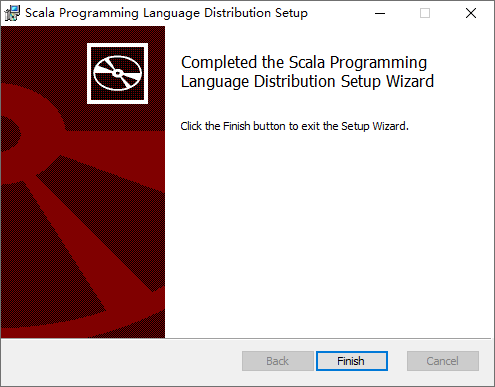 Scala Programming Language Distribution Setup
Completed the Scala Programming
Language Distribution Setup Wizard
Click the Finish button to exit the Setup Wizard.
Back
Finish
Cancel